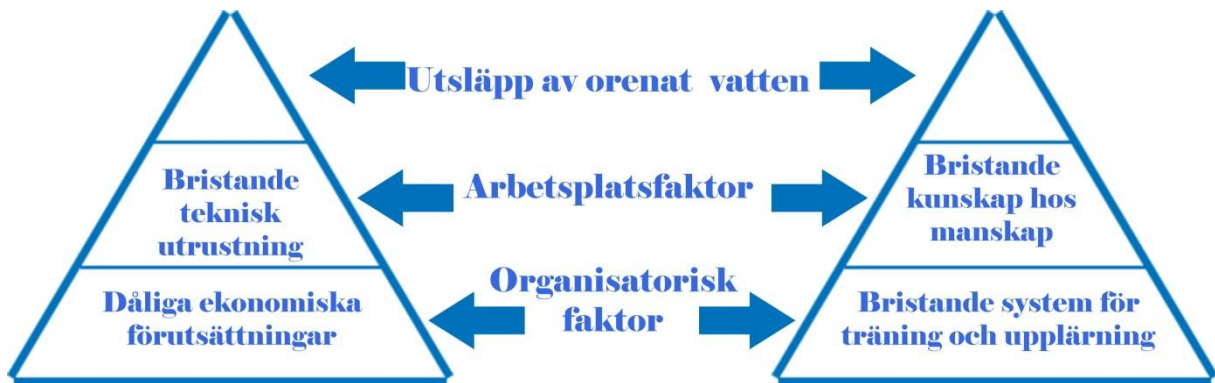 Utsläpp av orenat vatten
Bristande
teknisk
utrustning
Arbetsplatsfaktor
Bristande
kunskap hos
manskap
Dåliga ekonomiska
förutsättningar
Organisatorisk
faktor
Bristande system för
träning och upplärning